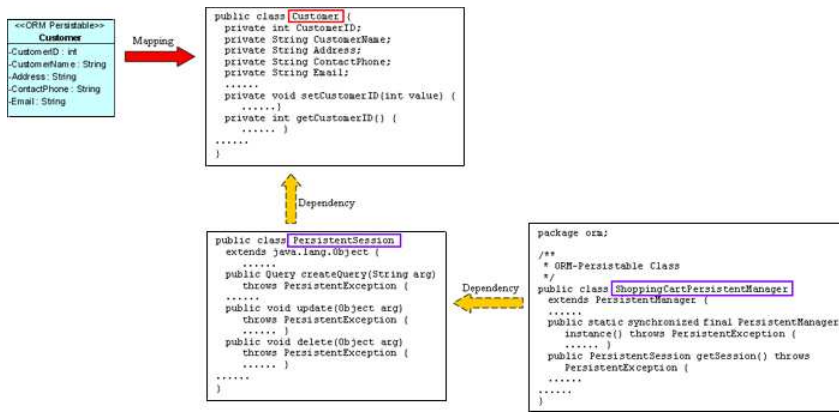 <<ORM Persistable>>
Customer
-CustomerID : int
-CustomerName : String
-Address : String
-ContactPhone : String
-Email : String
Mapping
public class Customer {
private int CustomerID;
private String CustomerName;
private String Address;
private String ContactPhone;
private String Email;
......
private void setCustomerID(int value) {
......}
private int getCustomerID() {
...... }
......
}
Dependency
public class PersistentSession
extends java.lang.Object {
......
public Query createQuery(String arg)
throws PersistentException {
......
public void update(Object arg)
throws PersistentException {
...... }
public void delete(Object arg)
throws PersistentException {
...... }
......
}
Dependency
package orm;
/**
* ORM-Persistable Class
*/
public class ShoppingCartPersistentManager
extends PersistentManager {
......
public static synchronized final PersistentManager
instance() throws PersistentException {
...... }
public PersistentSession getSession() throws
PersistentException {
......
......
}